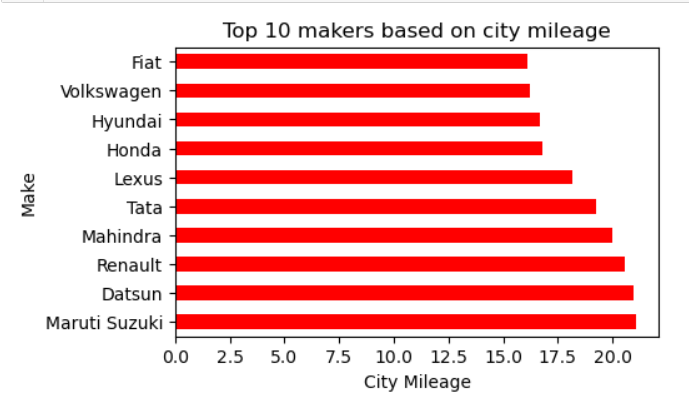 Top 10 makers based on city mileage
Fiat
Volkswagen
Hyundai
Honda
Lexus
Tata
Mahindra
Renault
Datsun
Maruti Suzuki
Make
0.0 2.5 5.0 7.5 10.0 12.5 15.0 17.5 20.0
City Mileage